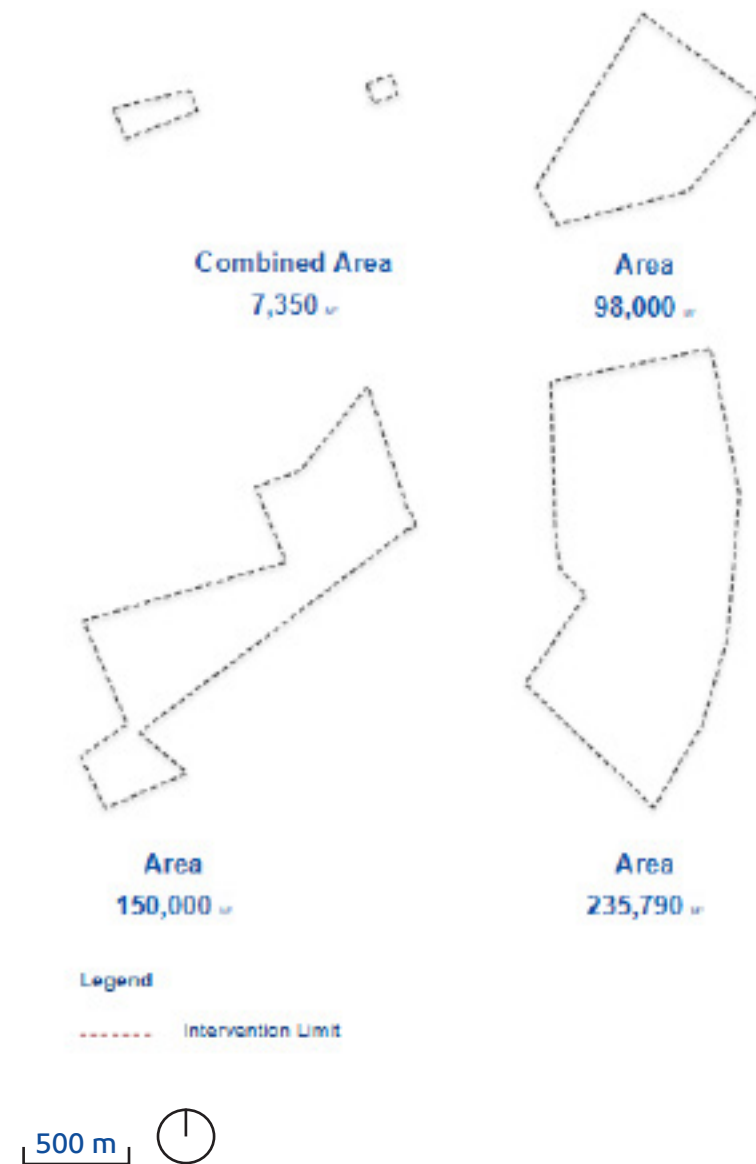 Combined Area
7,350
Area
98,000
Area
150,000
Area
235,790
Legend
Intervention Limit
500 m